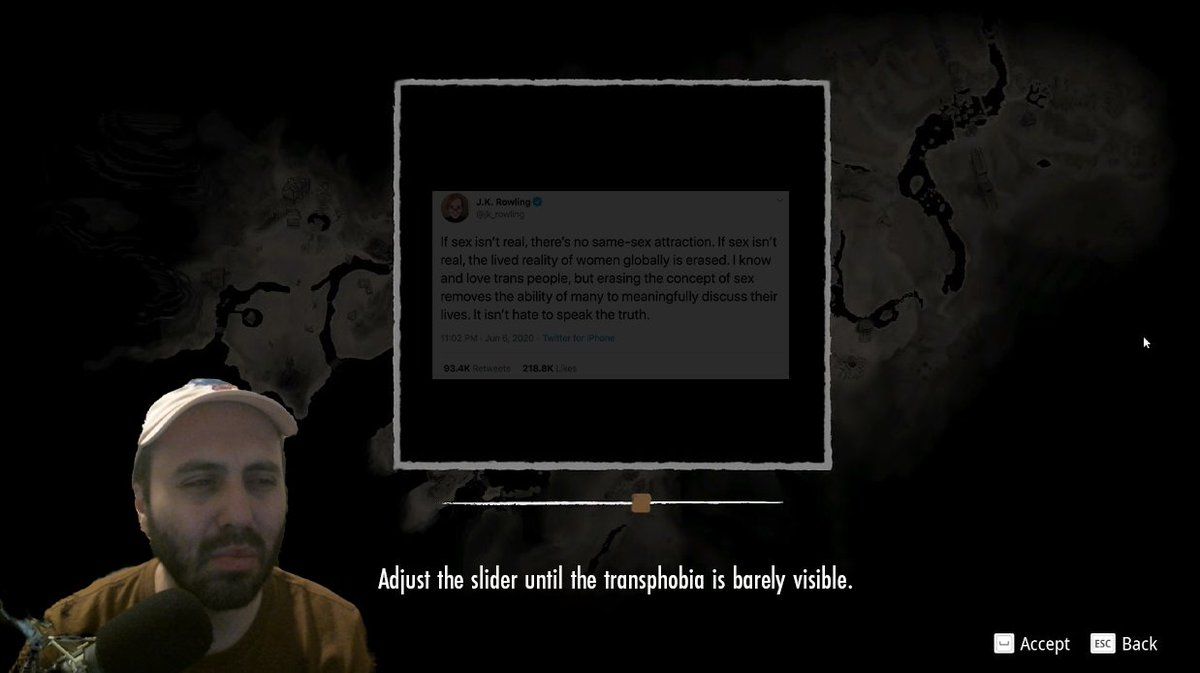 J.K. Rowling
@jk_rowling
If sex isn't real, there's no same-sex attraction. If sex isn't
real, the lived reality of women globally is erased. I know
and love trans people, but erasing the concept of sex
removes the ability of many to meaningfully discuss their
lives. It isn't hate to speak the truth.
11:02 PM · Jun 6, 2020 · Twitter for iPhone
93.4K Retweets 218.8K Likes
Adjust the slider until the transphobia is barely visible.
Accept ESC Back